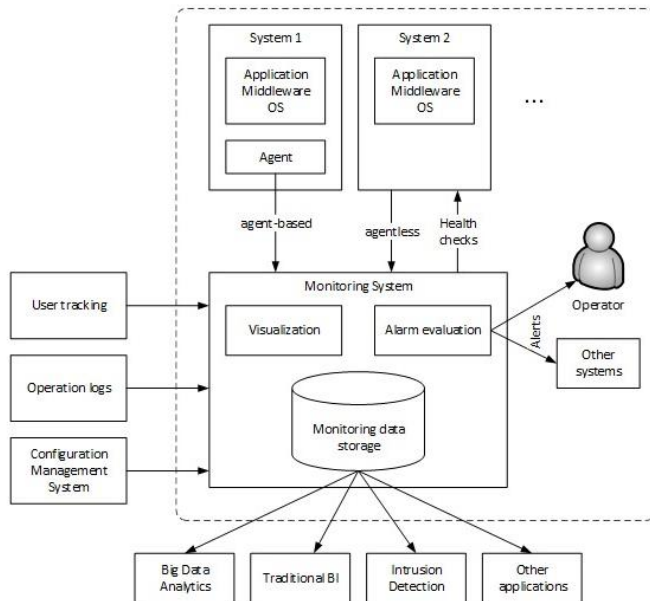 System 1
Application
Middleware
OS
Agent
System 2
Application
Middleware
OS
...
agent-based
agentless
Health
checks
User tracking
Operation logs
Configuration
Management
System
Monitoring System
Visualization
Alarm evaluation
Monitoring data
storage
Alerts
Operator
Other
systems
Big Data
Analytics
Traditional BI
Intrusion
Detection
Other
applications